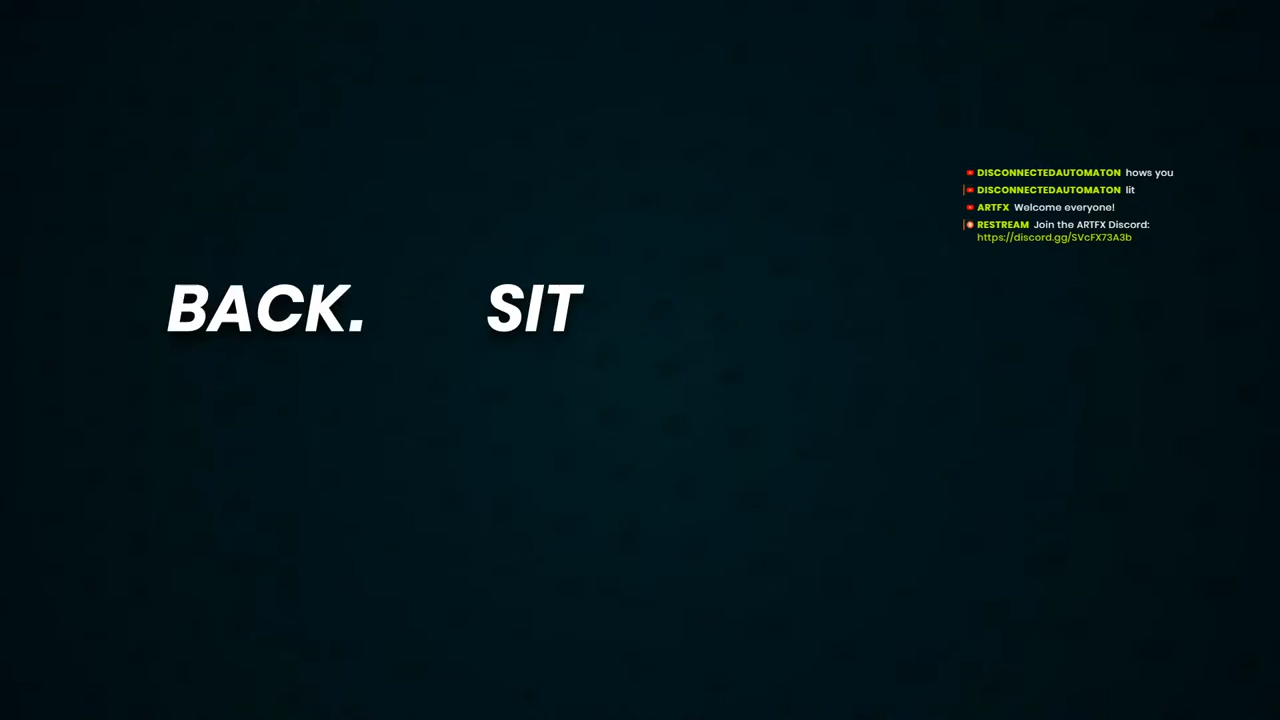 DISCONNECTEDAUTOMATON hows you
DISCONNECTEDAUTOMATON lit
ARTFX Welcome everyone!
RESTREAM Join the ARTFX Discord:
https://discord.gg/SVcFX73A3b
BACK. SIT